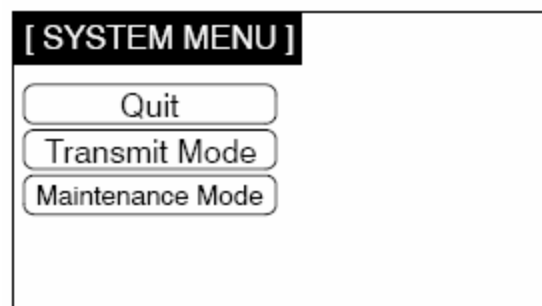 [ SYSTEM MENU ]
Quit
Transmit Mode
Maintenance Mode